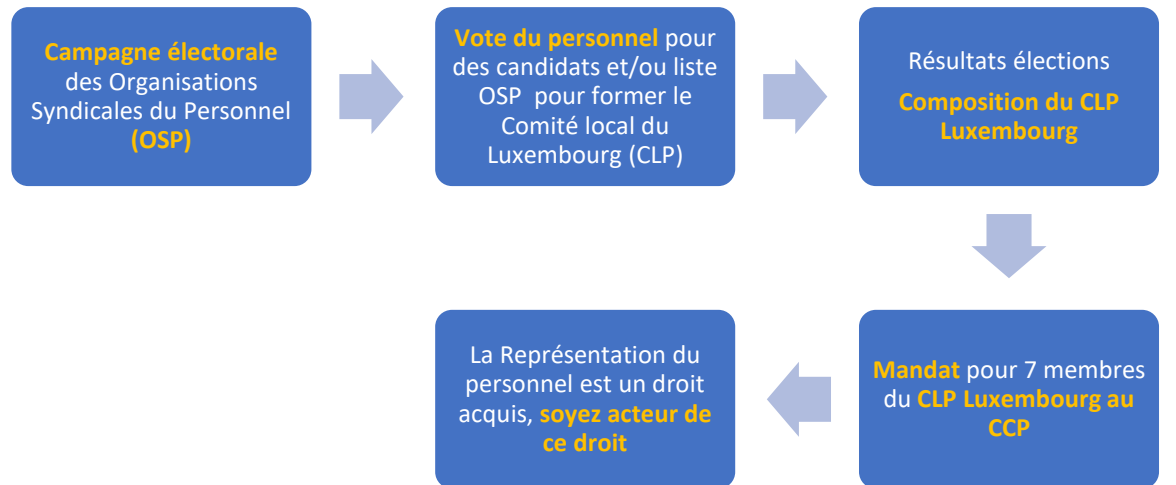 Campagne électorale
des Organisations
Syndicales du Personnel
(OSP)
Vote du personnel pour
des candidats et/ou liste
OSP pour former le
Comité local du
Luxembourg (CLP)
Résultats élections
Composition du CLP
Luxembourg
Mandat pour 7 membres
du CLP Luxembourg au
CCP
La Représentation du
personnel est un droit
acquis, soyez acteur de
ce droit